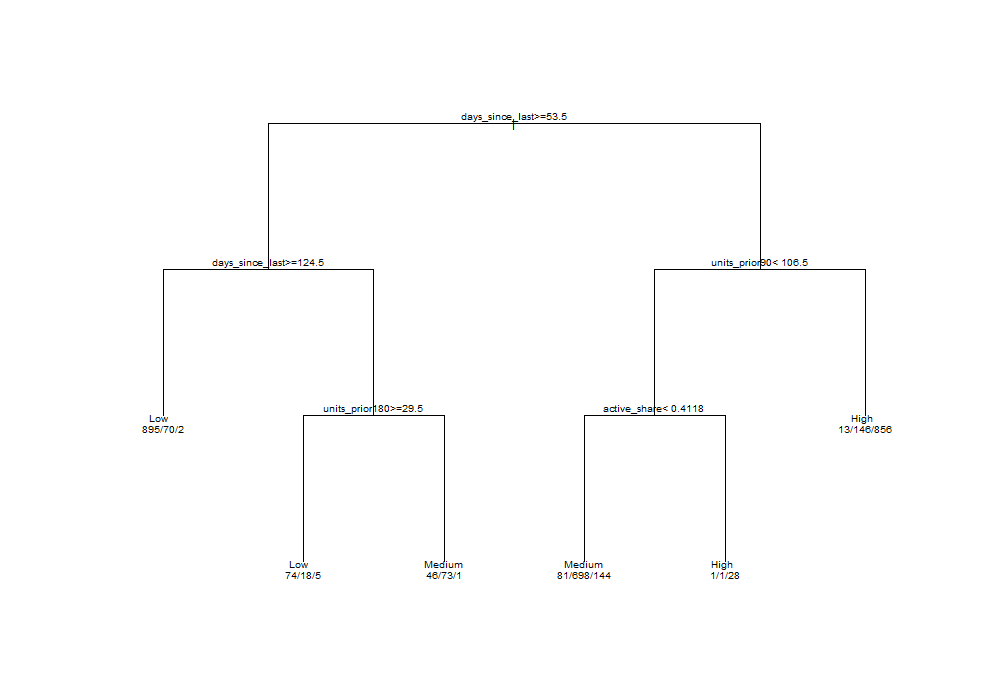 days_since_last>=53.5
days_since_last>=124.5
units_prior90< 106.5
units_prior180>=29.5
active_share< 0.4118
Low
895/70/2
High
13/146/856
Low
74/18/5
Medium
46/73/1
Medium
81/698/144
High
1/1/28